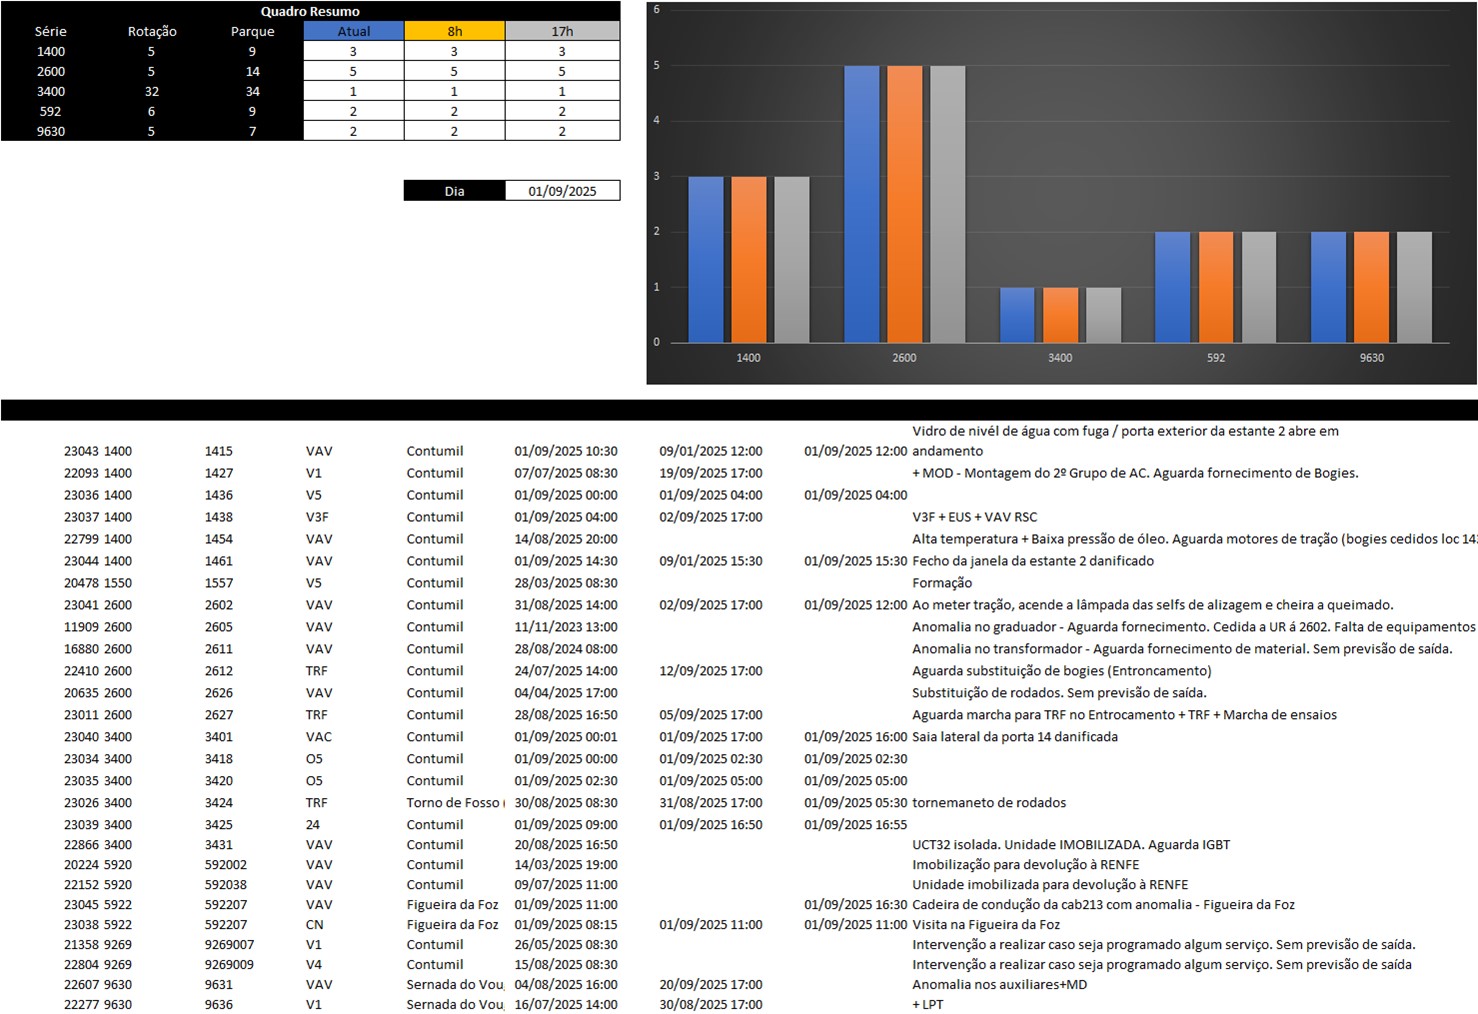 Quadro Resumo
Série Rotação Parque Atual 8h 17h
1400 5 9 3 3 3
2600 5 14 5 5 5
3400 32 34 1 1 1
592 6 9 2 2 2
9630 5 7 2 2 2
Dia 01/09/2025
6
5
4
3
2
1
0
1400 2600 3400 592 9630
Vidro de nivél de água com fuga / porta exterior da estante 2 abre em
23043 1400 1415 VAV Contumil 01/09/2025 10:30 09/01/2025 12:00 01/09/2025 12:00 andamento
22093 1400 1427 V1 Contumil 07/07/2025 08:30 19/09/2025 17:00 + MOD - Montagem do 2º Grupo de AC. Aguarda fornecimento de Bogies.
23036 1400 1436 V5 Contumil 01/09/2025 00:00 01/09/2025 04:00 01/09/2025 04:00
23037 1400 1438 V3F Contumil 01/09/2025 04:00 02/09/2025 17:00 V3F + EUS + VAV RSC
22799 1400 1454 VAV Contumil 14/08/2025 20:00 Alta temperatura + Baixa pressão de óleo. Aguarda motores de tração (bogies cedidos loc
23044 1400 1461 VAV Contumil 01/09/2025 14:30 09/01/2025 15:30 01/09/2025 15:30 Fecho da janela da estante 2 danificado
20478 1550 1557 V5 Contumil 28/03/2025 08:30 Formação
23041 2600 2602 VAV Contumil 31/08/2025 14:00 02/09/2025 17:00 01/09/2025 12:00 Ao meter tração, acende a lâmpada das selfs de alizagem e cheira a queimado.
11909 2600 2605 VAV Contumil 11/11/2023 13:00 Anomalia no graduador - Aguarda fornecimento. Cedida a UR á 2602. Falta de equipamentos
16880 2600 2611 VAV Contumil 28/08/2024 08:00 Anomalia no transformador - Aguarda fornecimento de material. Sem previsão de saída.
22410 2600 2612 TRF Contumil 24/07/2025 14:00 12/09/2025 17:00 Aguarda substituição de bogies (Entroncamento)
20635 2600 2626 VAV Contumil 04/04/2025 17:00 Substituição de rodados. Sem previsão de saída.
23011 2600 2627 TRF Contumil 28/08/2025 16:50 05/09/2025 17:00 Aguarda marcha para TRF no Entrocamento + TRF + Marcha de ensaios
23040 3400 3401 VAC Contumil 01/09/2025 00:01 01/09/2025 17:00 01/09/2025 16:00 Saia lateral da porta 14 danificada
23034 3400 3418 O5 Contumil 01/09/2025 00:00 01/09/2025 02:30 01/09/2025 02:30
23035 3400 3420 O5 Contumil 01/09/2025 02:30 01/09/2025 05:00 01/09/2025 05:00
23026 3400 3424 TRF Torno de Fosso ( 30/08/2025 08:30 31/08/2025 17:00 01/09/2025 05:30 tornemaneto de rodados
23039 3400 3425 24 Contumil 01/09/2025 09:00 01/09/2025 16:50 01/09/2025 16:55
22866 3400 3431 VAV Contumil 20/08/2025 16:50 UCT32 isolada. Unidade IMOBILIZADA. Aguarda IGBT
20224 5920 592002 VAV Contumil 14/03/2025 19:00 Imobilização para devolução à RENFE
22152 5920 592038 VAV Contumil 09/07/2025 11:00 Unidade imobilizada para devolução à RENFE
23045 5922 592207 VAV Figueira da Foz 01/09/2025 11:00 01/09/2025 16:30 Cadeira de condução da cab213 com anomalia - Figueira da Foz
23038 5922 592207 CN Figueira da Foz 01/09/2025 08:15 01/09/2025 11:00 01/09/2025 11:00 Visita na Figueira da Foz
21358 9269 9269007 V1 Contumil 26/05/2025 08:30 Intervenção a realizar caso seja programado algum serviço. Sem previsão de saída.
22804 9269 9269009 V4 Contumil 15/08/2025 08:30 Intervenção a realizar caso seja programado algum serviço. Sem previsão de saída
22607 9630 9631 VAV Sernada do Vou 04/08/2025 16:00 20/09/2025 17:00 Anomalia nos auxiliares+MD
22277 9630 9636 V1 Sernada do Vou 16/07/2025 14:00 30/08/2025 17:00 + LPT